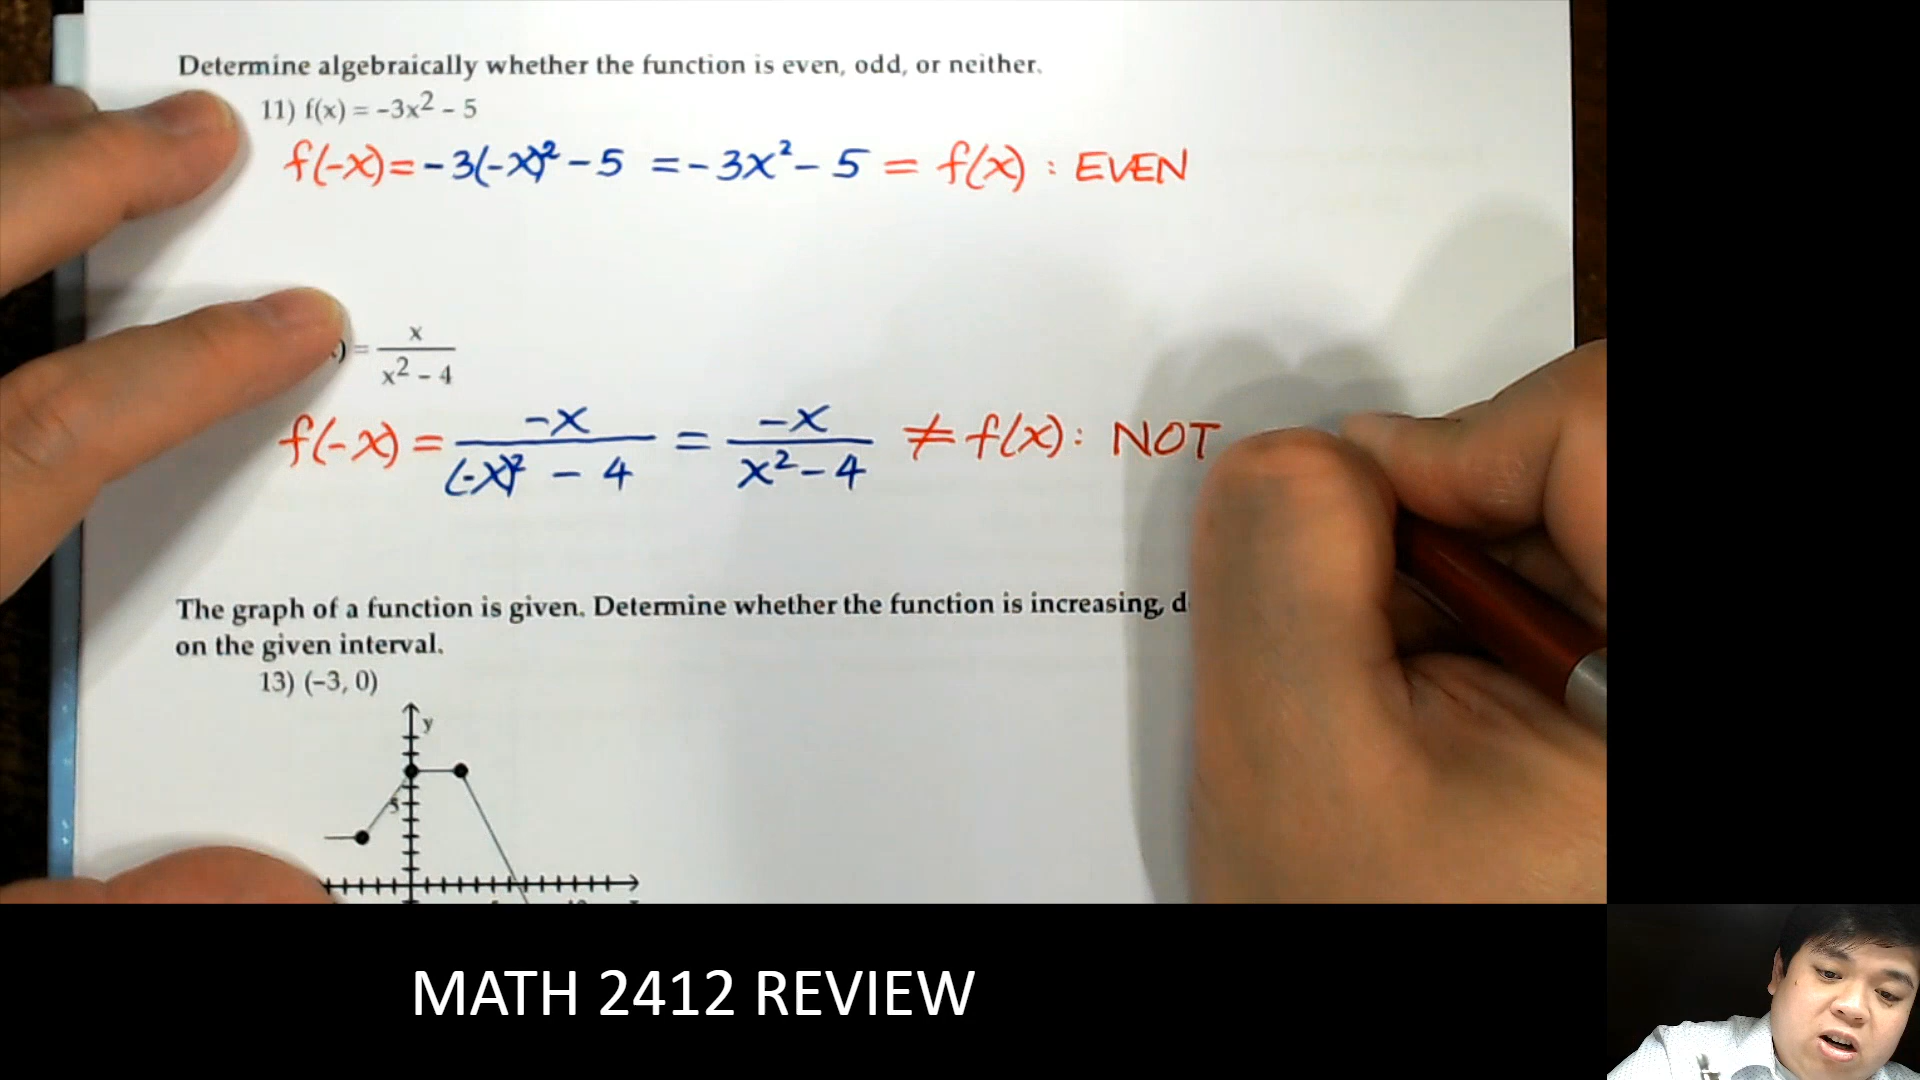 Determine algebraically whether the function is even, odd, or neither.
11) f(x) = -3x² - 5
f(-x) = -3(-x)² - 5 = -3x² - 5 = f(x) : EVEN
) = x / (x² - 4)
f(-x) = -x / ((-x)² - 4) = -x / (x² - 4) ≠ f(x) : NOT
The graph of a function is given. Determine whether the function is increasing, d
on the given interval.
13) (-3, 0)
y
5
MATH 2412 REVIEW